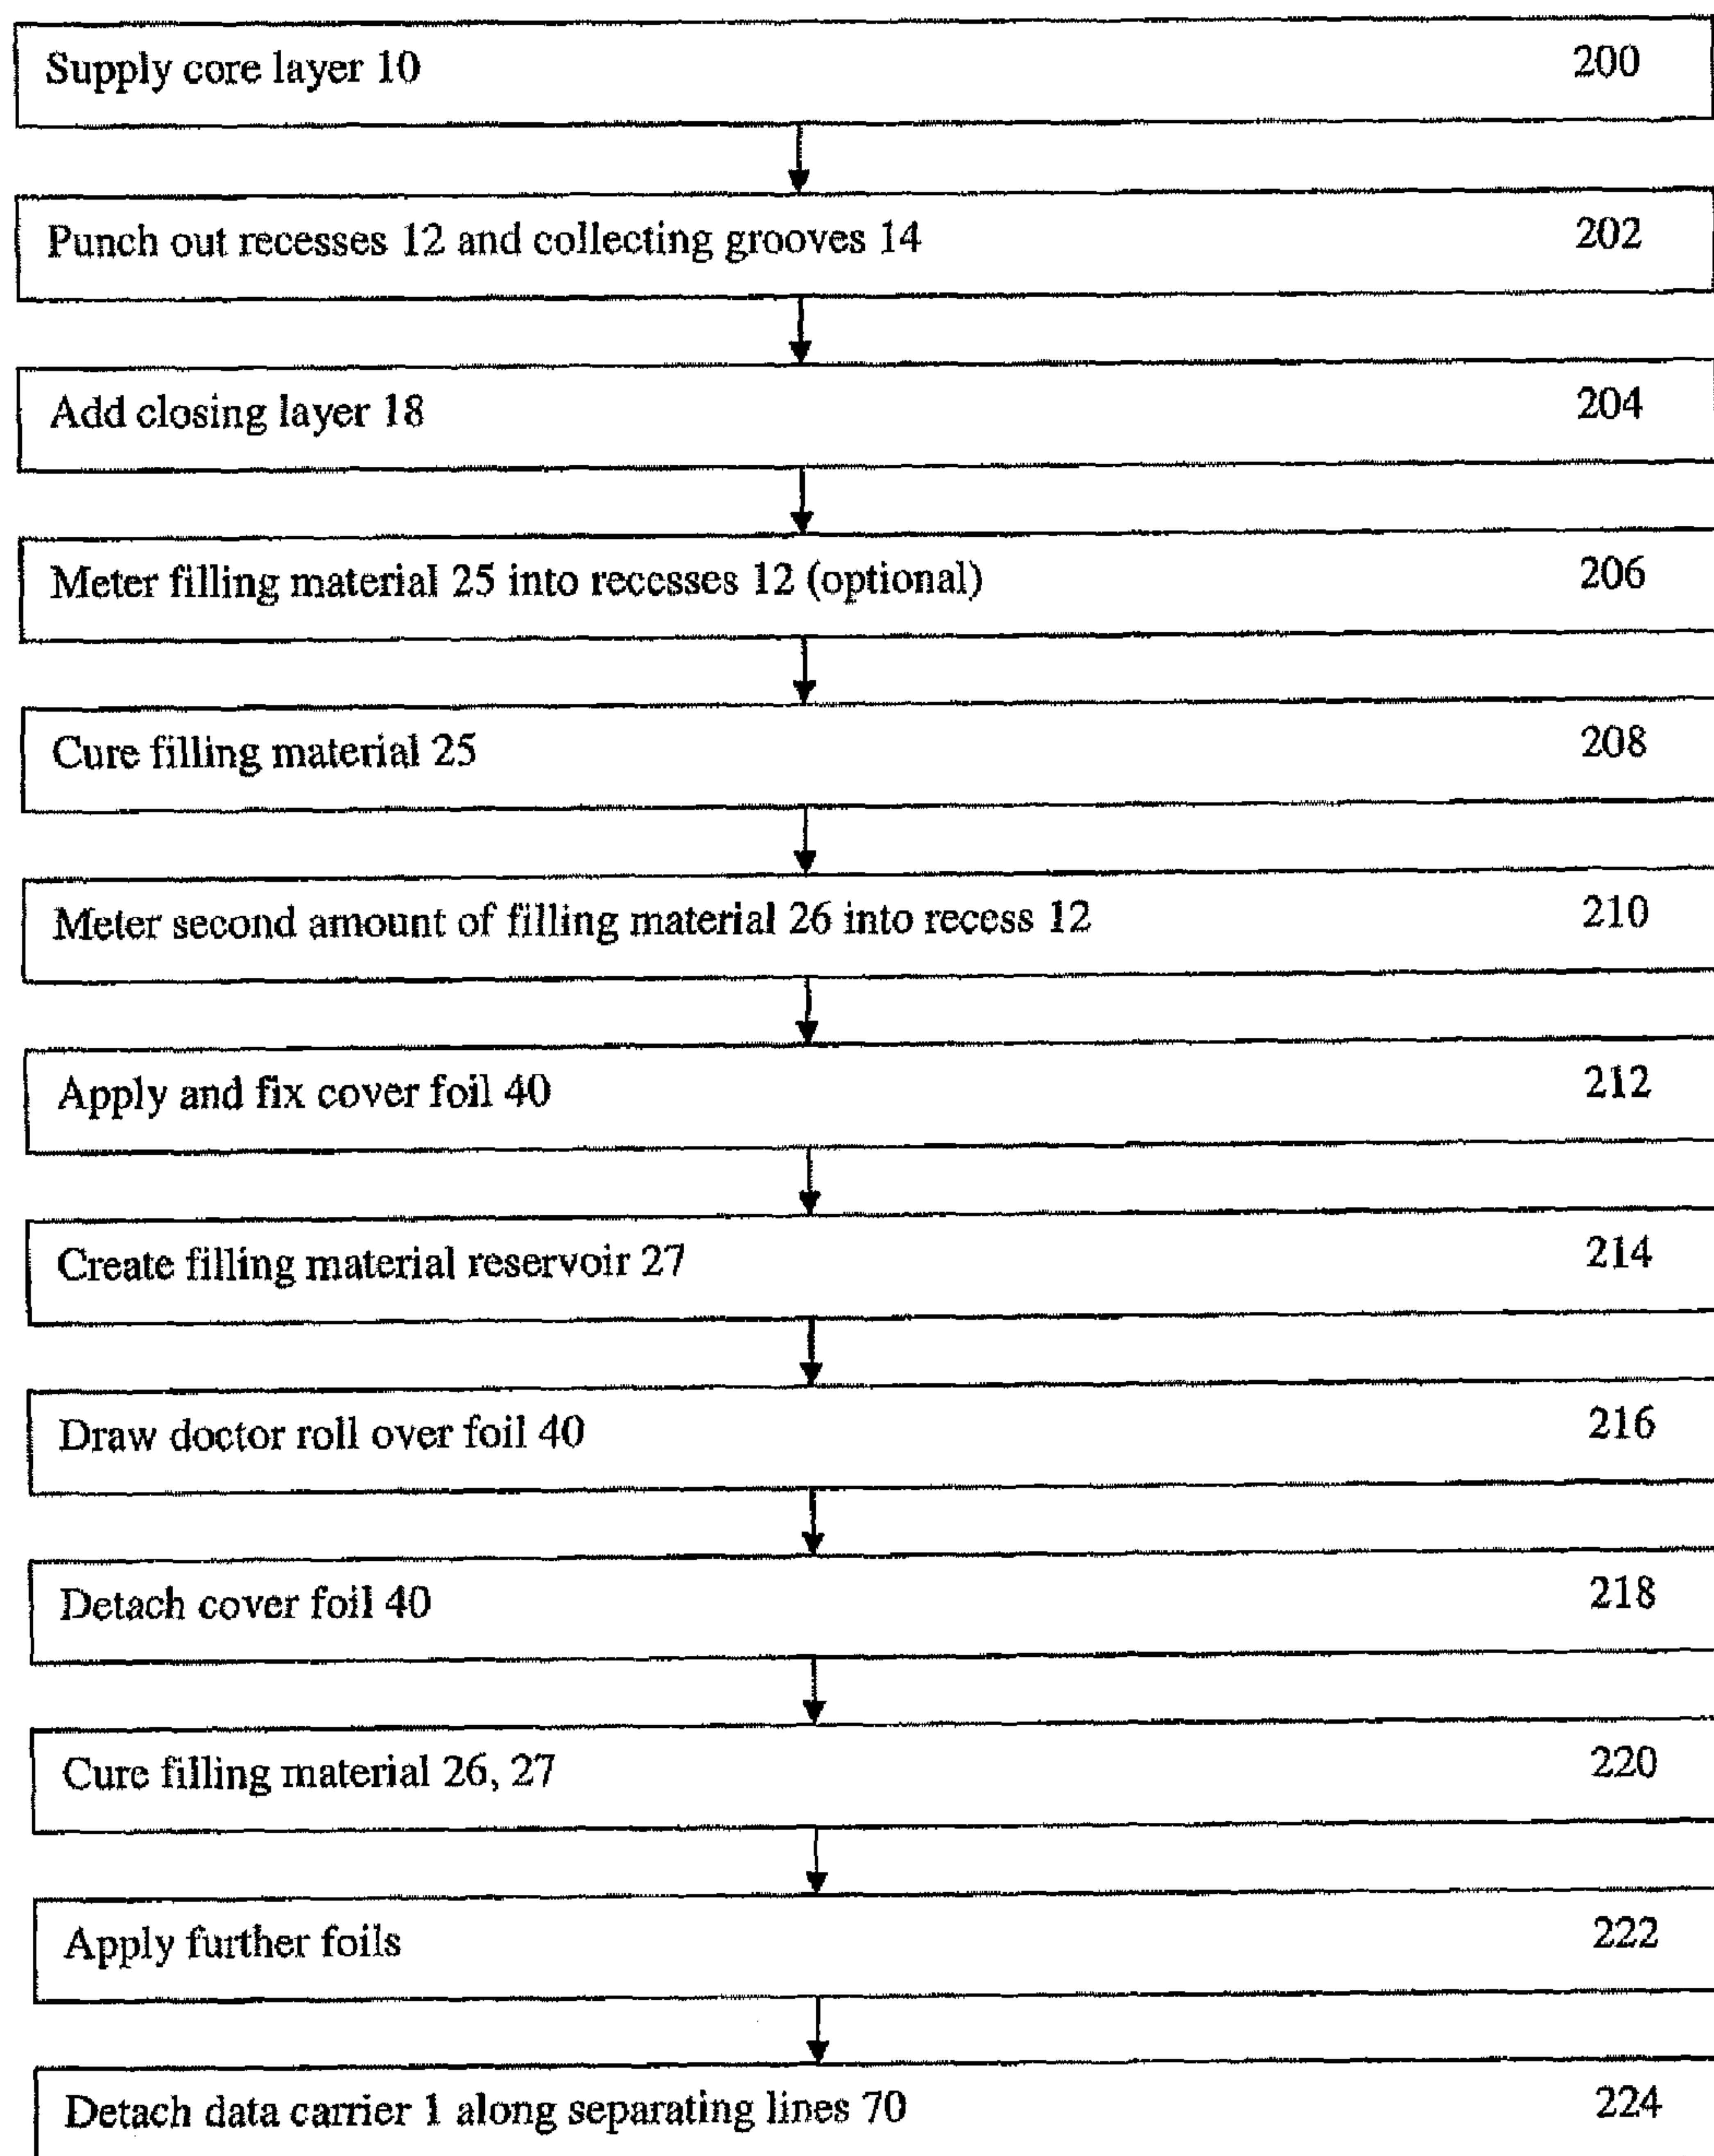 Supply core layer 10 200
Punch out recesses 12 and collecting grooves 14 202
Add closing layer 18 204
Meter filling material 25 into recesses 12 (optional) 206
Cure filling material 25 208
Meter second amount of filling material 26 into recess 12 210
Apply and fix cover foil 40 212
Create filling material reservoir 27 214
Draw doctor roll over foil 40 216
Detach cover foil 40 218
Cure filling material 26, 27 220
Apply further foils 222
Detach data carrier 1 along separating lines 70 224